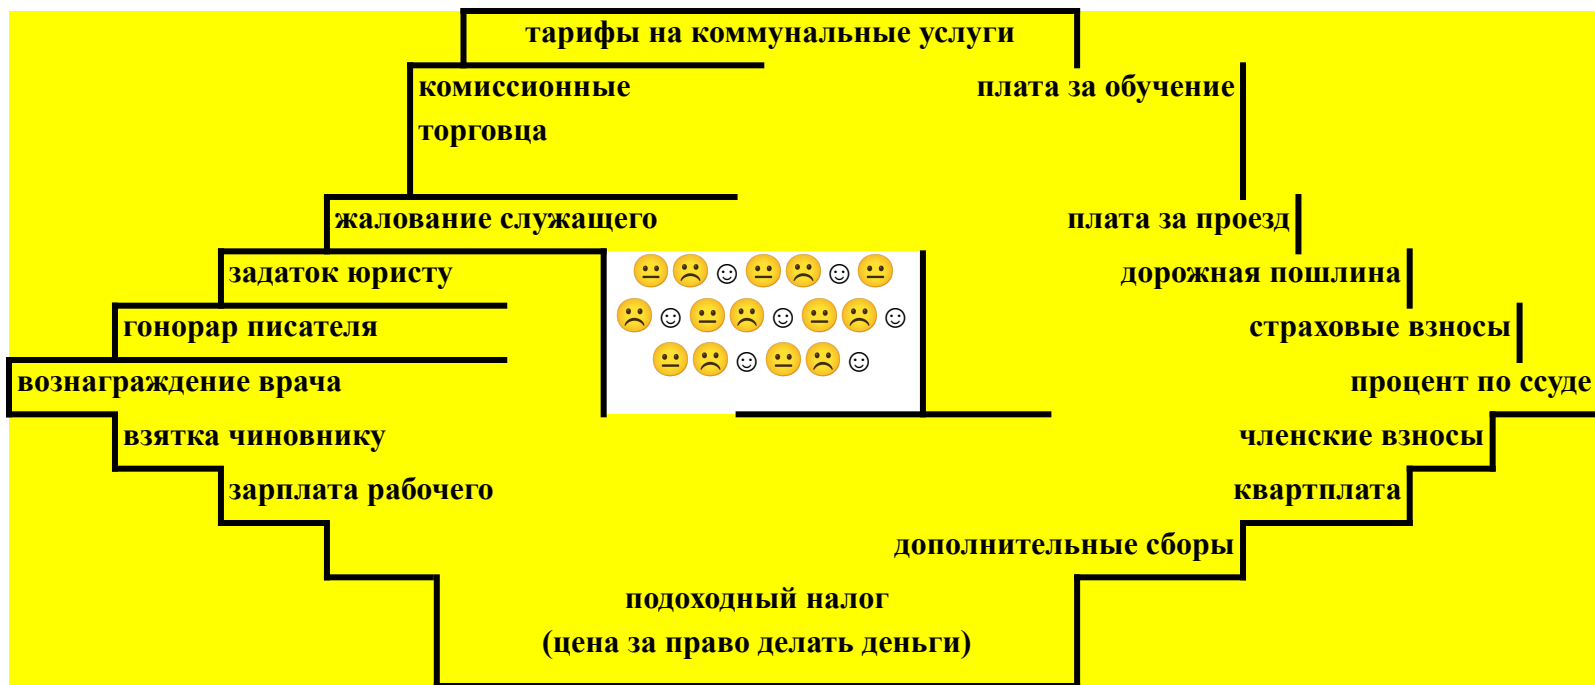 тарифы на коммунальные услуги
комиссионные плата за обучение
торговца
жалование служащего плата за проезд
задаток юристу дорожная пошлина
гонорар писателя страховые взносы
вознаграждение врача процент по ссуде
взятка чиновнику членские взносы
зарплата рабочего квартплата
дополнительные сборы
подоходный налог
(цена за право делать деньги)